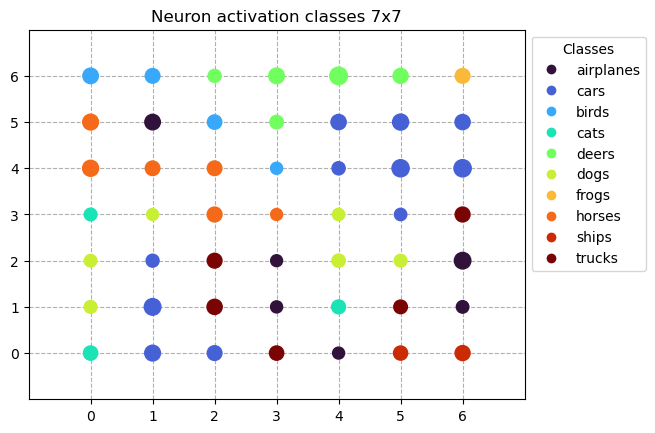 Neuron activation classes 7x7
Classes
airplanes
cars
birds
cats
deers
dogs
frogs
horses
ships
trucks
6
5
4
3
2
1
0
0 1 2 3 4 5 6